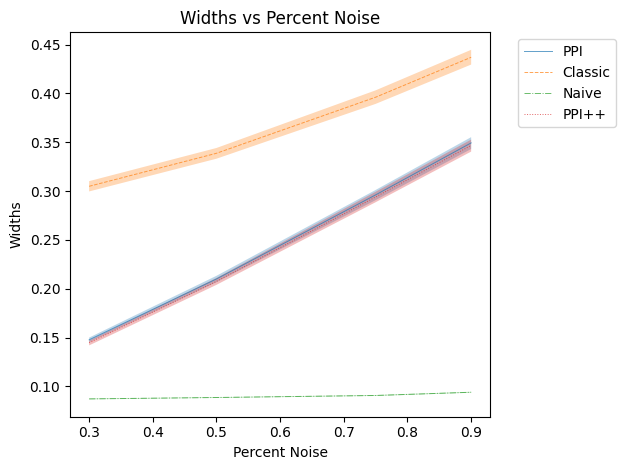 Widths vs Percent Noise
PPI
Classic
Naive
PPI++
Widths
0.45
0.40
0.35
0.30
0.25
0.20
0.15
0.10
0.3 0.4 0.5 0.6 0.7 0.8 0.9
Percent Noise